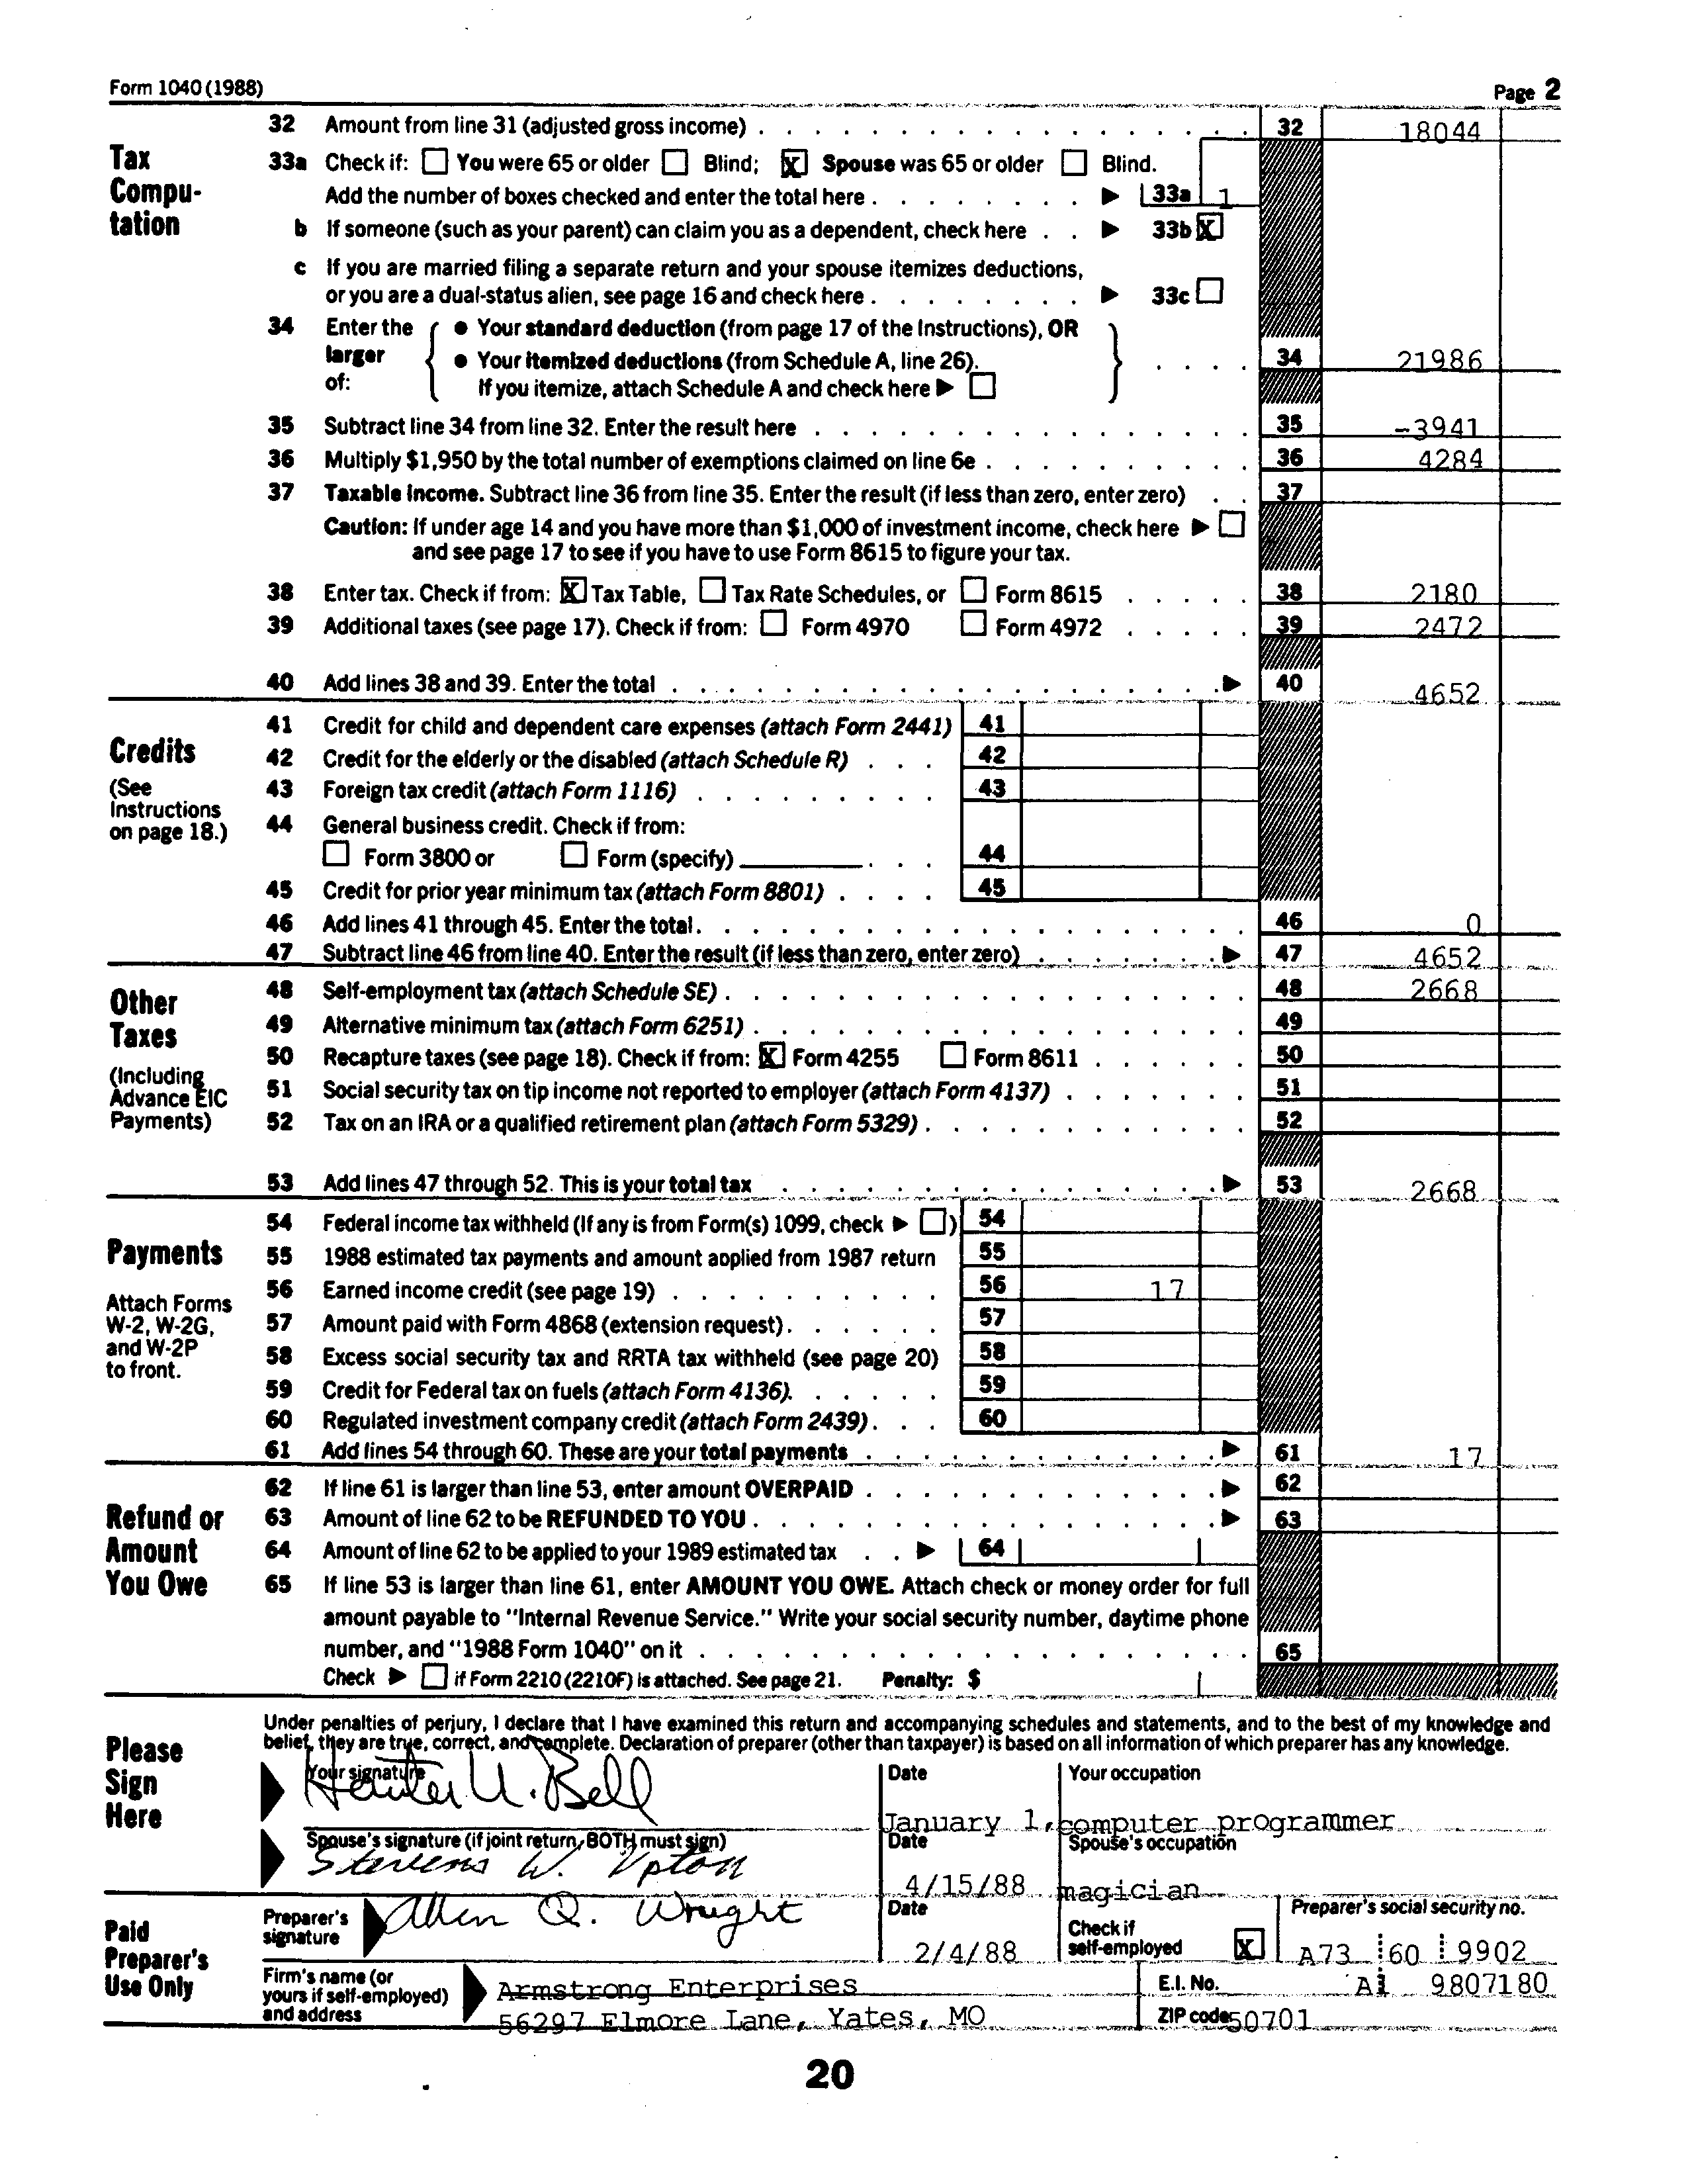 Form 1040 (1988) Page 2
Tax Computation
32 Amount from line 31 (adjusted gross income) 32 18044
33a Check if: ☐ You were 65 or older ☐ Blind; ☒ Spouse was 65 or older ☐ Blind.
Add the number of boxes checked and enter the total here ▶ 33a 1
b If someone (such as your parent) can claim you as a dependent, check here ▶ 33b ☒
c If you are married filing a separate return and your spouse itemizes deductions,
or you are a dual-status alien, see page 16 and check here ▶ 33c ☐
34 Enter the larger of: ● Your standard deduction (from page 17 of the Instructions), OR
● Your itemized deductions (from Schedule A, line 26). 34 21986
If you itemize, attach Schedule A and check here ▶ ☐
35 Subtract line 34 from line 32. Enter the result here 35 -3941
36 Multiply $1,950 by the total number of exemptions claimed on line 6e 36 4284
37 Taxable income. Subtract line 36 from line 35. Enter the result (if less than zero, enter zero) 37
Caution: If under age 14 and you have more than $1,000 of investment income, check here ▶ ☐
and see page 17 to see if you have to use Form 8615 to figure your tax.
38 Enter tax. Check if from: ☒ Tax Table, ☐ Tax Rate Schedules, or ☐ Form 8615 38 2180
39 Additional taxes (see page 17). Check if from: ☐ Form 4970 ☐ Form 4972 39 2472
40 Add lines 38 and 39. Enter the total ▶ 40 4652
Credits
(See Instructions on page 18.)
41 Credit for child and dependent care expenses (attach Form 2441) 41
42 Credit for the elderly or the disabled (attach Schedule R) 42
43 Foreign tax credit (attach Form 1116) 43
44 General business credit. Check if from:
☐ Form 3800 or ☐ Form (specify) 44
45 Credit for prior year minimum tax (attach Form 8801) 45
46 Add lines 41 through 45. Enter the total 46 0
47 Subtract line 46 from line 40. Enter the result (if less than zero, enter zero) ▶ 47 4652
Other Taxes
(Including Advance EIC Payments)
48 Self-employment tax (attach Schedule SE) 48 2668
49 Alternative minimum tax (attach Form 6251) 49
50 Recapture taxes (see page 18). Check if from: ☒ Form 4255 ☐ Form 8611 50
51 Social security tax on tip income not reported to employer (attach Form 4137) 51
52 Tax on an IRA or a qualified retirement plan (attach Form 5329) 52
53 Add lines 47 through 52. This is your total tax ▶ 53 2668
Payments
Attach Forms W-2, W-2G, and W-2P to front.
54 Federal income tax withheld (If any is from Form(s) 1099, check ▶ ☐) 54
55 1988 estimated tax payments and amount applied from 1987 return 55
56 Earned income credit (see page 19) 56 17
57 Amount paid with Form 4868 (extension request) 57
58 Excess social security tax and RRTA tax withheld (see page 20) 58
59 Credit for Federal tax on fuels (attach Form 4136) 59
60 Regulated investment company credit (attach Form 2439) 60
61 Add lines 54 through 60. These are your total payments ▶ 61 17
Refund or Amount You Owe
62 If line 61 is larger than line 53, enter amount OVERPAID ▶ 62
63 Amount of line 62 to be REFUNDED TO YOU ▶ 63
64 Amount of line 62 to be applied to your 1989 estimated tax ▶ 64
65 If line 53 is larger than line 61, enter AMOUNT YOU OWE. Attach check or money order for full
amount payable to "Internal Revenue Service." Write your social security number, daytime phone
number, and "1988 Form 1040" on it 65
Check ▶ ☐ if Form 2210 (2210F) is attached. See page 21. Penalty: $
Please Sign Here
Under penalties of perjury, I declare that I have examined this return and accompanying schedules and statements, and to the best of my knowledge and
belief, they are true, correct, and complete. Declaration of preparer (other than taxpayer) is based on all information of which preparer has any knowledge.
Your signature Date Your occupation
U. Bell January 1, computer programmer
Spouse's signature (if joint return, BOTH must sign) Date Spouse's occupation
Stevens W. Upton 4/15/88 magician
Paid Preparer's Use Only
Preparer's signature Allen Q. Wright Date 2/4/88 Check if self-employed ☒ Preparer's social security no. A73 60 9902
Firm's name (or yours if self-employed) and address Armstrong Enterprises E.I. No. 9807180
56297 Elmore Lane, Yates, MO ZIP code 50701
20